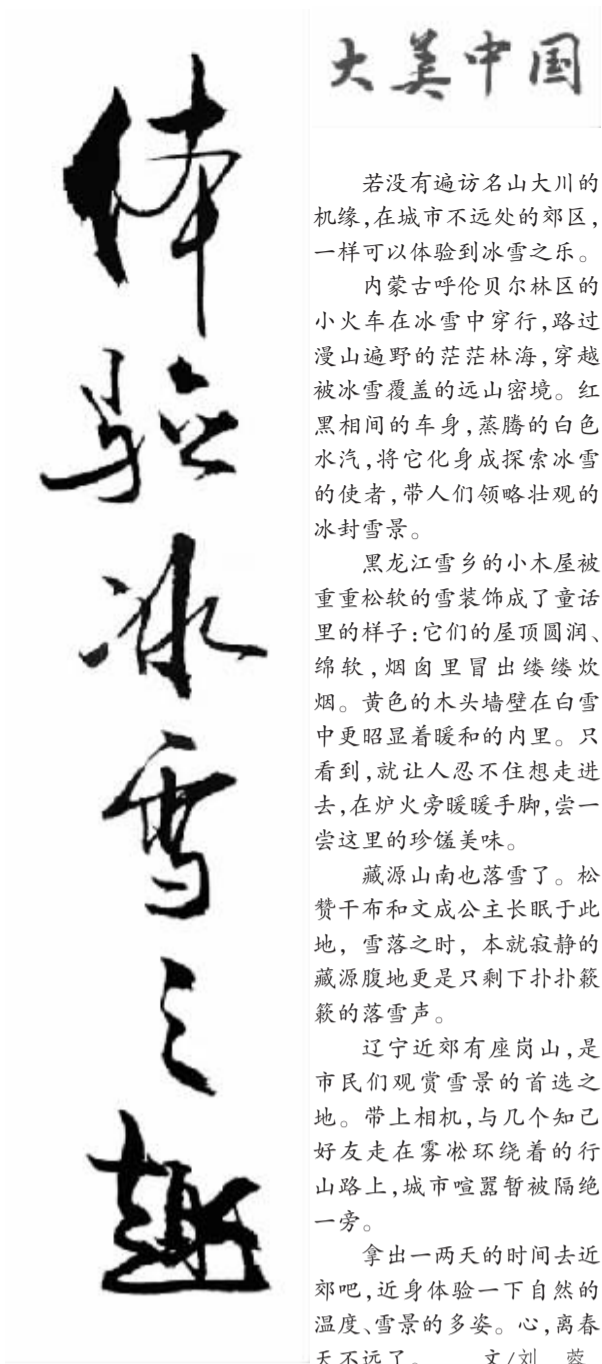 体验冰雪之趣
大美中国
若没有遍访名山大川的
机缘,在城市不远处的郊区,
一样可以体验到冰雪之乐。
内蒙古呼伦贝尔林区的
小火车在冰雪中穿行,路过
漫山遍野的茫茫林海,穿越
被冰雪覆盖的远山密境。红
黑相间的车身,蒸腾的白色
水汽,将它化身成探索冰雪
的使者,带人们领略壮观的
冰封雪景。
黑龙江雪乡的小木屋被
重重松软的雪装饰成了童话
里的样子:它们的屋顶圆润、
绵软,烟囱里冒出缕缕炊
烟。黄色的木头墙壁在白雪
中更昭显着暖和的内里。只
看到,就让人忍不住想走进
去,在炉火旁暖暖手脚,尝一
尝这里的珍馐美味。
藏源山南也落雪了。松
赞干布和文成公主长眠于此
地,雪落之时,本就寂静的
藏源腹地更是只剩下扑扑簌
簌的落雪声。
辽宁近郊有座岗山,是
市民们观赏雪景的首选之
地。带上相机,与几个知己
好友走在雾凇环绕着的行
山路上,城市喧嚣暂被隔绝
一旁。
拿出一两天的时间去近
郊吧,近身体验一下自然的
温度、雪景的多姿。心,离春
天不远了。 文/刘 蓉